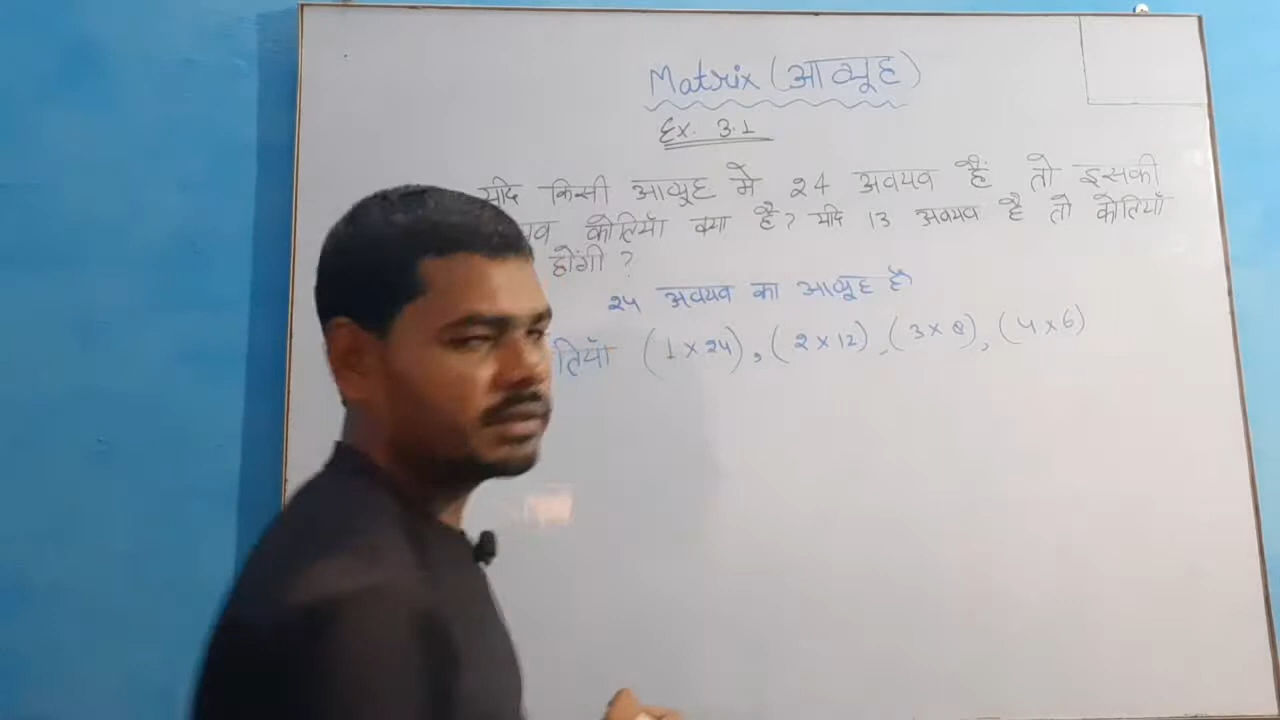 Matrix (आव्यूह)
Ex. 3.1
यदि किसी आव्यूह में 24 अवयव हैं तो इसकी
कोटियाँ क्या है? यदि 13 अवयव है तो कोटियाँ
होंगी ?
24 अवयव का आव्यूह है
(1 × 24), (2 × 12), (3 × 8), (4 × 6)